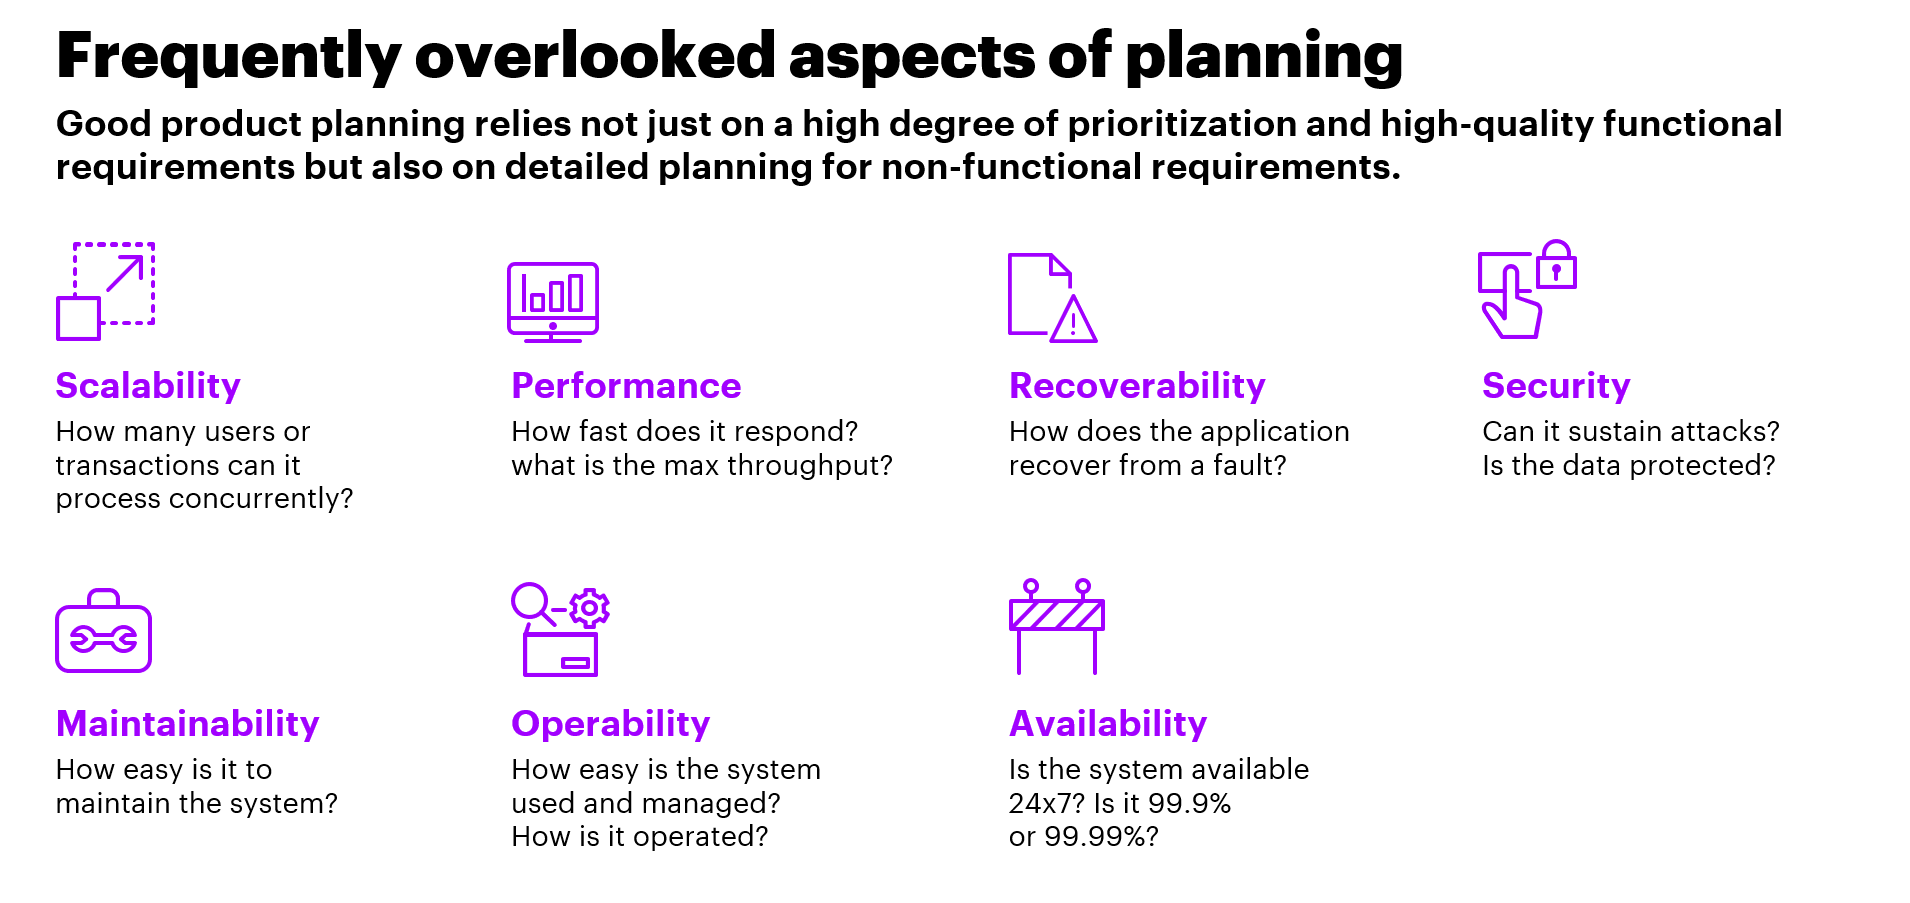 Frequently overlooked aspects of planning
Good product planning relies not just on a high degree of prioritization and high-quality functional
requirements but also on detailed planning for non-functional requirements.
Scalability
How many users or
transactions can it
process concurrently?
Performance
How fast does it respond?
what is the max throughput?
Recoverability
How does the application
recover from a fault?
Security
Can it sustain attacks?
Is the data protected?
Maintainability
How easy is it to
maintain the system?
Operability
How easy is the system
used and managed?
How is it operated?
Availability
Is the system available
24x7? Is it 99.9%
or 99.99%?